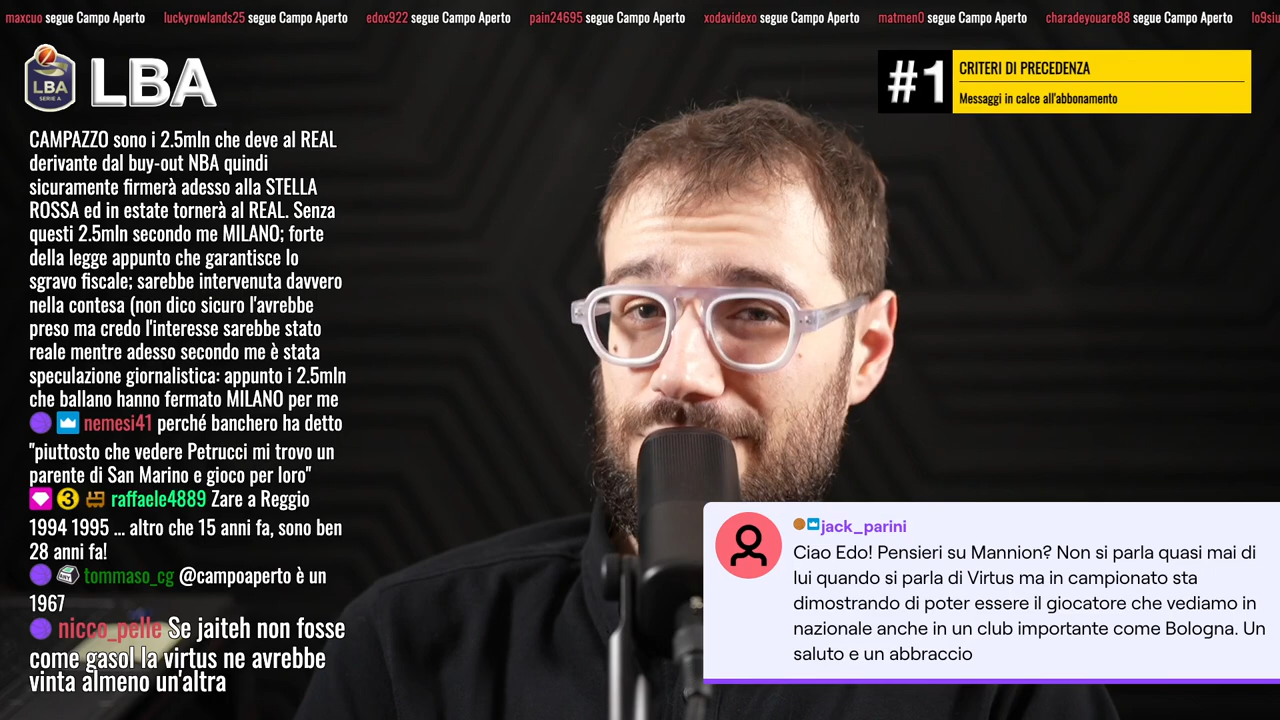 maxcuo segue Campo Aperto luckyrowlands25 segue Campo Aperto edox922 segue Campo Aperto pain24695 segue Campo Aperto xodavidexo segue Campo Aperto matmen0 segue Campo Aperto charadeyouare88 segue Campo Aperto lo9siu
LBA
SERIE A
LBA
#1
CRITERI DI PRECEDENZA
Messaggi in calce all'abbonamento
CAMPAZZO sono i 2.5mln che deve al REAL
derivante dal buy-out NBA quindi
sicuramente firmerà adesso alla STELLA
ROSSA ed in estate tornerà al REAL. Senza
questi 2.5mln secondo me MILANO; forte
della legge appunto che garantisce lo
sgravo fiscale; sarebbe intervenuta davvero
nella contesa (non dico sicuro l'avrebbe
preso ma credo l'interesse sarebbe stato
reale mentre adesso secondo me è stata
speculazione giornalistica: appunto i 2.5mln
che ballano hanno fermato MILANO per me
nemesi41 perché banchero ha detto
"piuttosto che vedere Petrucci mi trovo un
parente di San Marino e gioco per loro"
3 raffaele4889 Zare a Reggio
1994 1995 ... altro che 15 anni fa, sono ben
28 anni fa!
tommaso_cg @campoaperto è un
1967
nicco_pelle Se jaiteh non fosse
come gasol la virtus ne avrebbe
vinta almeno un'altra
jack_parini
Ciao Edo! Pensieri su Mannion? Non si parla quasi mai di
lui quando si parla di Virtus ma in campionato sta
dimostrando di poter essere il giocatore che vediamo in
nazionale anche in un club importante come Bologna. Un
saluto e un abbraccio